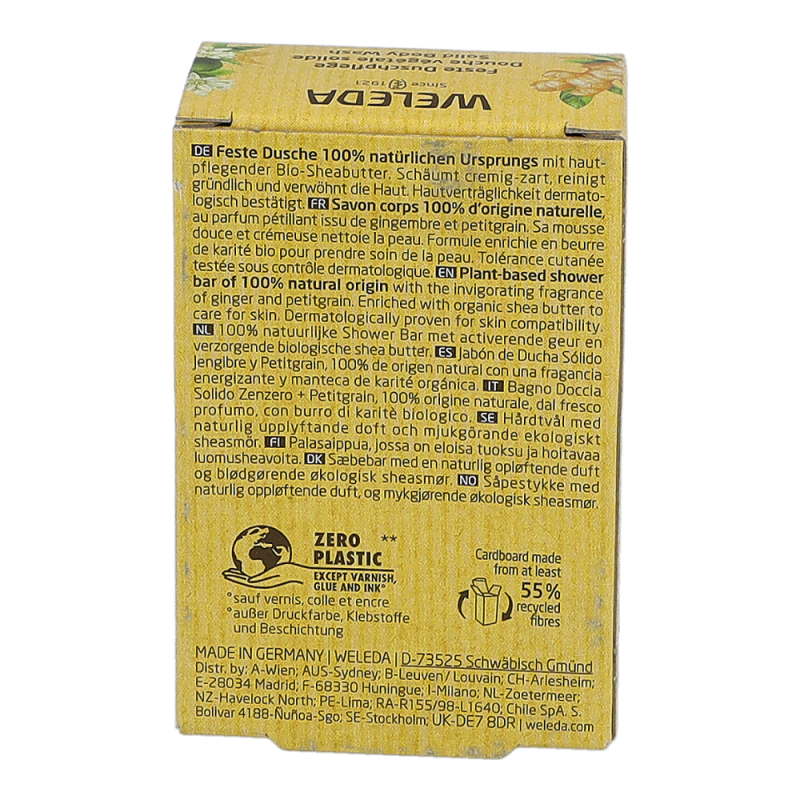 Feste Duschpflege
Douche végétale solide
Solid Body Wash
Since 1921
WELEDA
DE Feste Dusche 100% natürlichen Ursprungs mit haut-
pflegender Bio-Sheabutter. Schäumt cremig-zart, reinigt
gründlich und verwöhnt die Haut. Hautverträglichkeit dermato-
logisch bestätigt. FR Savon corps 100% d'origine naturelle,
au parfum pétillant issu de gingembre et petitgrain. Sa mousse
douce et crémeuse nettoie la peau. Formule enrichie en beurre
de karité bio pour prendre soin de la peau. Tolérance cutanée
testée sous contrôle dermatologique. EN Plant-based shower
bar of 100% natural origin with the invigorating fragrance
of ginger and petitgrain. Enriched with organic shea butter to
care for skin. Dermatologically proven for skin compatibility.
NL 100% natuurlijke Shower Bar met activerende geur en
verzorgende biologische shea butter. ES Jabón de Ducha Sólido
Jengibre y Petitgrain, 100% de origen natural con una fragancia
energizante y manteca de karité orgánica. IT Bagno Doccia
Solido Zenzero + Petitgrain, 100% origine naturale, dal fresco
profumo, con burro di karitè biologico. SE Hårdtvål med
naturlig upplyftande doft och mjukgörande ekologiskt
sheasmör. FI Palasaippua, jossa on eloisa tuoksu ja hoitavaa
luomusheavoita. DK Sæbebar med en naturlig opløftende duft
og blødgørende økologisk sheasmør. NO Såpestykke med
naturlig oppløftende duft, og mykgjørende økologisk sheasmør.
ZERO **
PLASTIC
EXCEPT VARNISH,
GLUE AND INK°
°sauf vernis, colle et encre
°außer Druckfarbe, Klebstoffe
und Beschichtung
Cardboard made
from at least
55%
recycled
fibres
MADE IN GERMANY | WELEDA | D-73525 Schwäbisch Gmünd
Distr. by: A-Wien; AUS-Sydney; B-Leuven/ Louvain; CH-Arlesheim;
E-28034 Madrid; F-68330 Huningue; I-Milano; NL-Zoetermeer;
NZ-Havelock North; PE-Lima; RA-R155/98-L1640; Chile SpA. S.
Bolivar 4188-Ñuñoa-Sgo; SE-Stockholm; UK-DE7 8DR | weleda.com